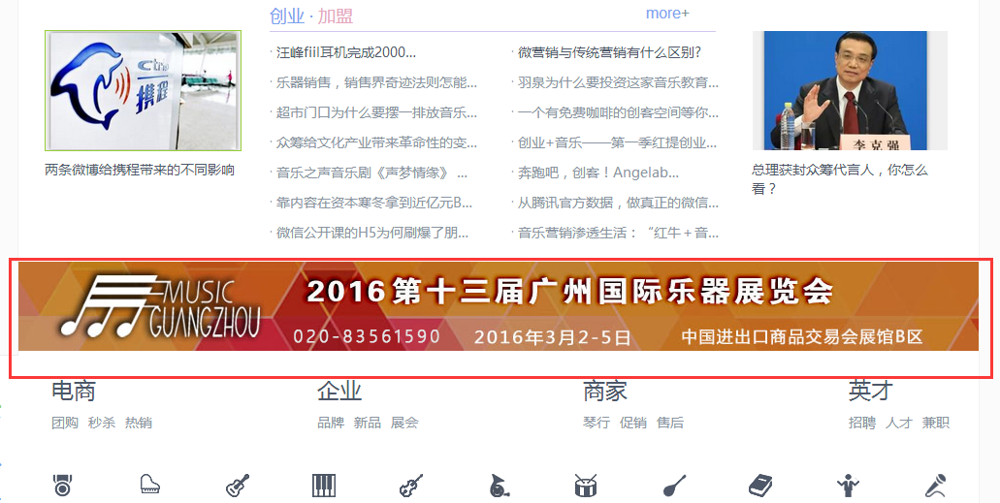 创业 · 加盟
more+
ctrip
携程
两条微博给携程带来的不同影响
· 汪峰fiil耳机完成2000...
· 乐器销售，销售界奇迹法则怎能...
· 超市门口为什么要摆一排放音乐...
· 众筹给文化产业带来革命性的变...
· 音乐之声音乐剧《声梦情缘》 ...
· 靠内容在资本寒冬拿到近亿元B...
· 微信公开课的H5为何刷爆了朋...
· 微营销与传统营销有什么区别?
· 羽泉为什么要投资这家音乐教育...
· 一个有免费咖啡的创客空间等你...
· 创业+音乐——第一季红提创业...
· 奔跑吧，创客！Angelab...
· 从腾讯官方数据，做真正的微信...
· 音乐营销渗透生活：“红牛＋音...
李克强
总理获封众筹代言人，你怎么
看？
MUSIC
GUANGZHOU
2016第十三届广州国际乐器展览会
020-83561590 2016年3月2-5日 中国进出口商品交易会展馆B区
电商 企业 商家 英才
团购 秒杀 热销 品牌 新品 展会 琴行 促销 售后 招聘 人才 兼职